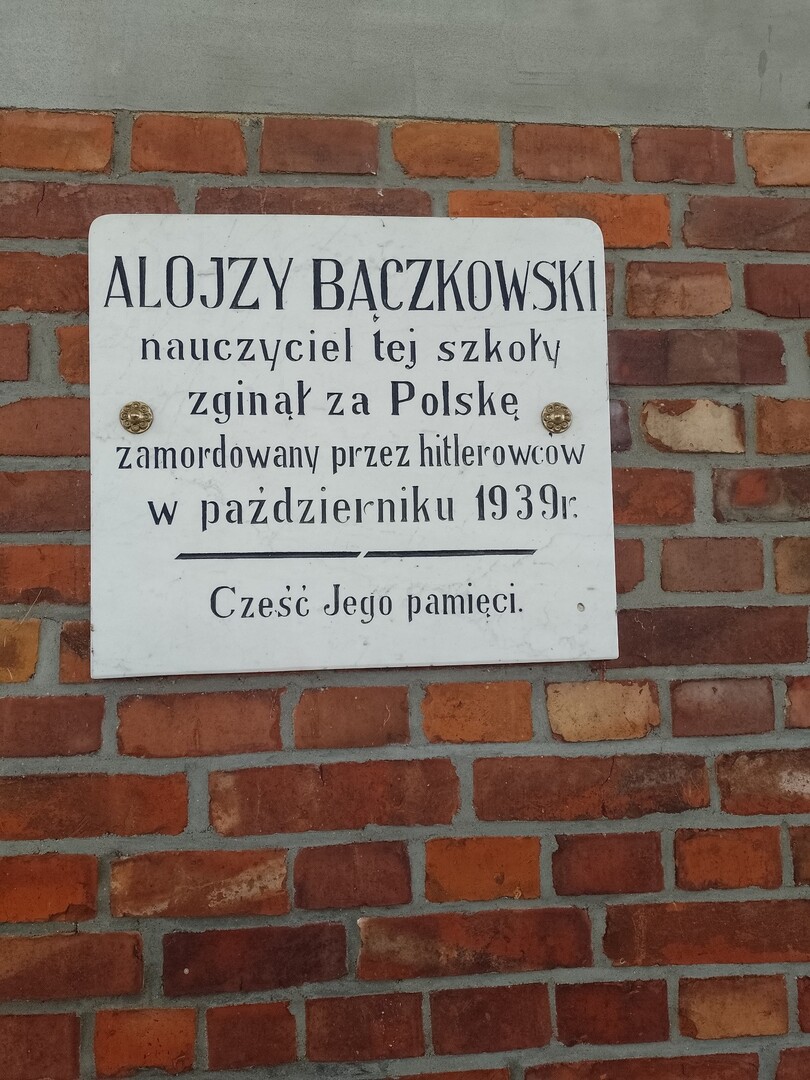 ALOJZY BĄCZKOWSKI
nauczyciel tej szkoły
zginął za Polskę
zamordowany przez hitlerowców
w październiku 1939r.
Cześć Jego pamięci.